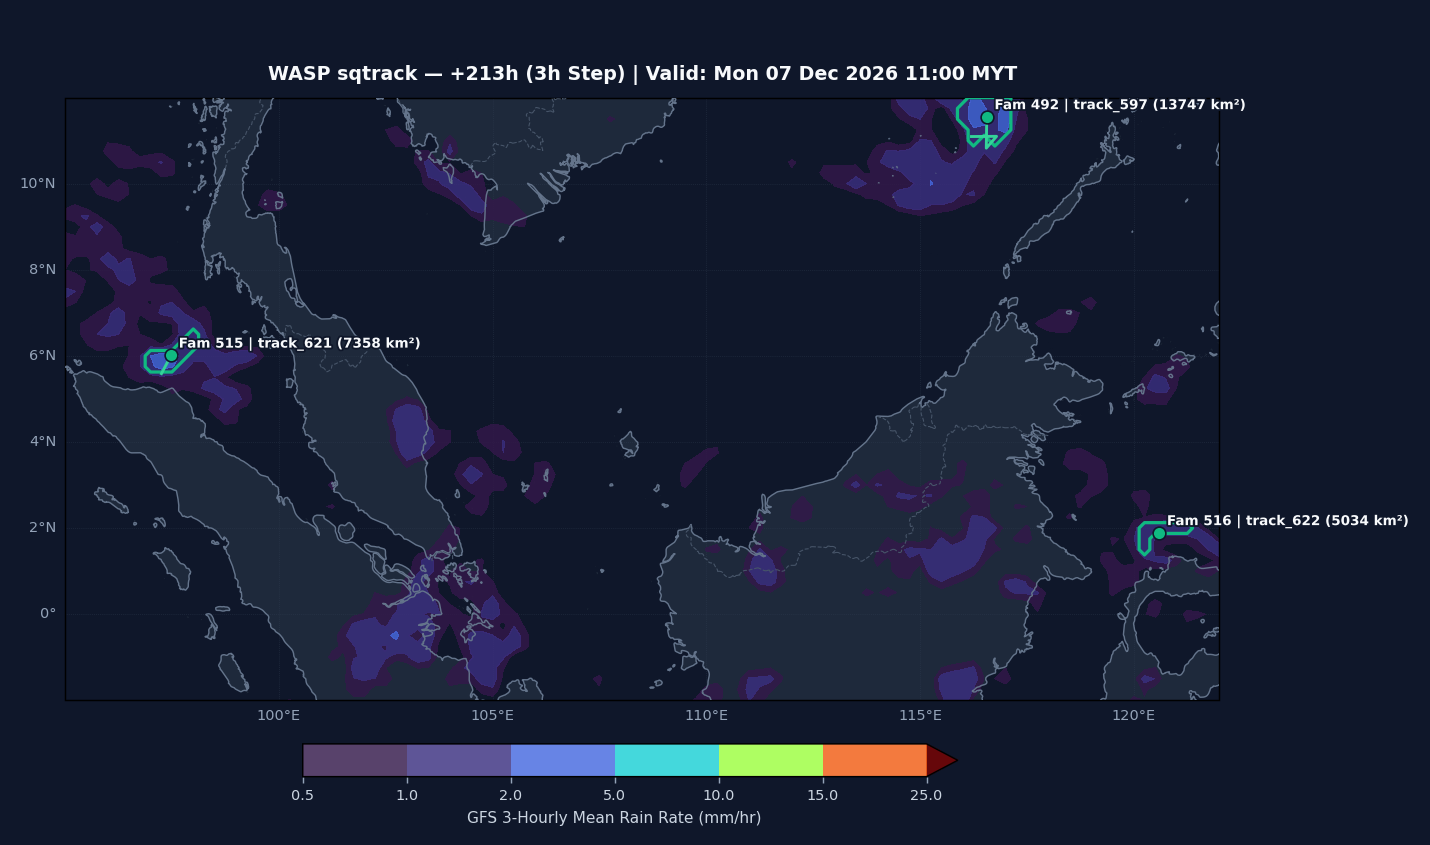 WASP sqtrack — +213h (3h Step) | Valid: Mon 07 Dec 2026 11:00 MYT
Fam 492 | track_597 (13747 km²)
10°N
8°N
Fam 515 | track_621 (7358 km²)
6°N
4°N
Fam 516 | track_622 (5034 km²)
2°N
0°
100°E 105°E 110°E 115°E 120°E
0.5 1.0 2.0 5.0 10.0 15.0 25.0
GFS 3-Hourly Mean Rain Rate (mm/hr)